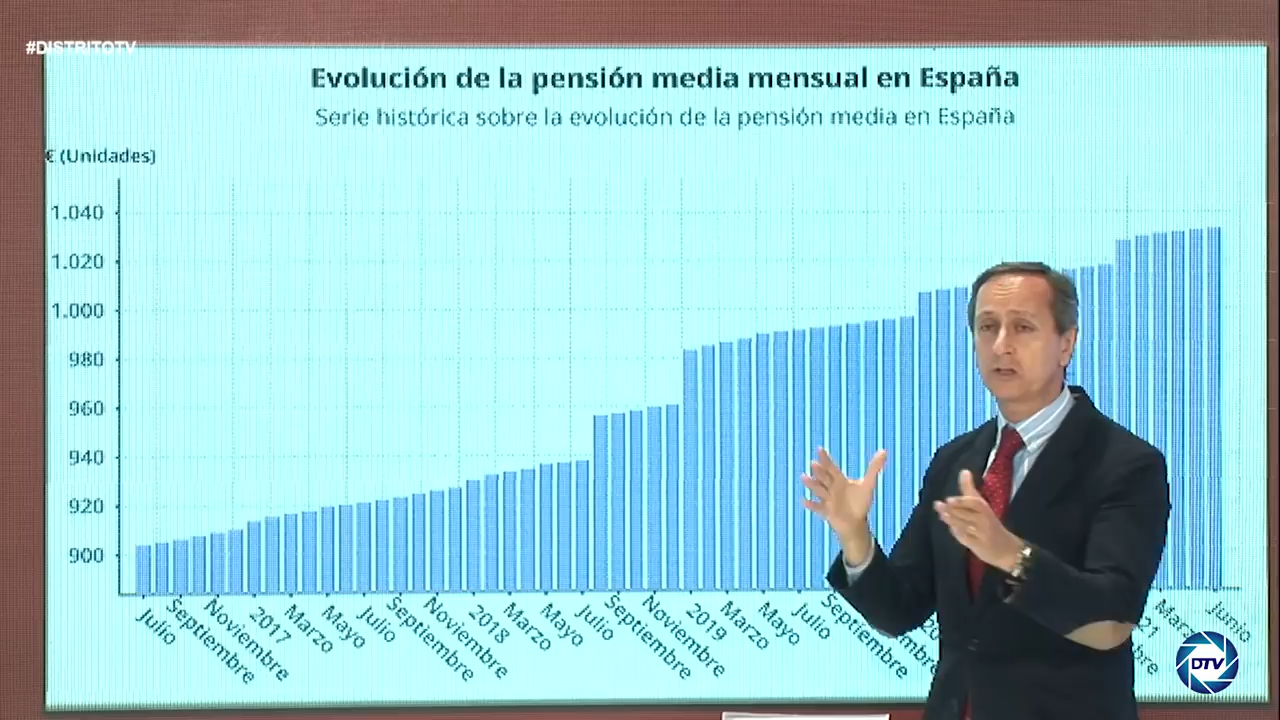 #DISTRITOTV
Evolución de la pensión media mensual en España
Serie histórica sobre la evolución de la pensión media en España
€ (Unidades)
1.040
1.020
1.000
980
960
940
920
900
Julio
Septiembre
Noviembre
2017
Marzo
Mayo
Julio
Septiembre
Noviembre
2018
Marzo
Mayo
Julio
Septiembre
Noviembre
2019
Marzo
Mayo
Julio
Septiembre
Junio
DTV